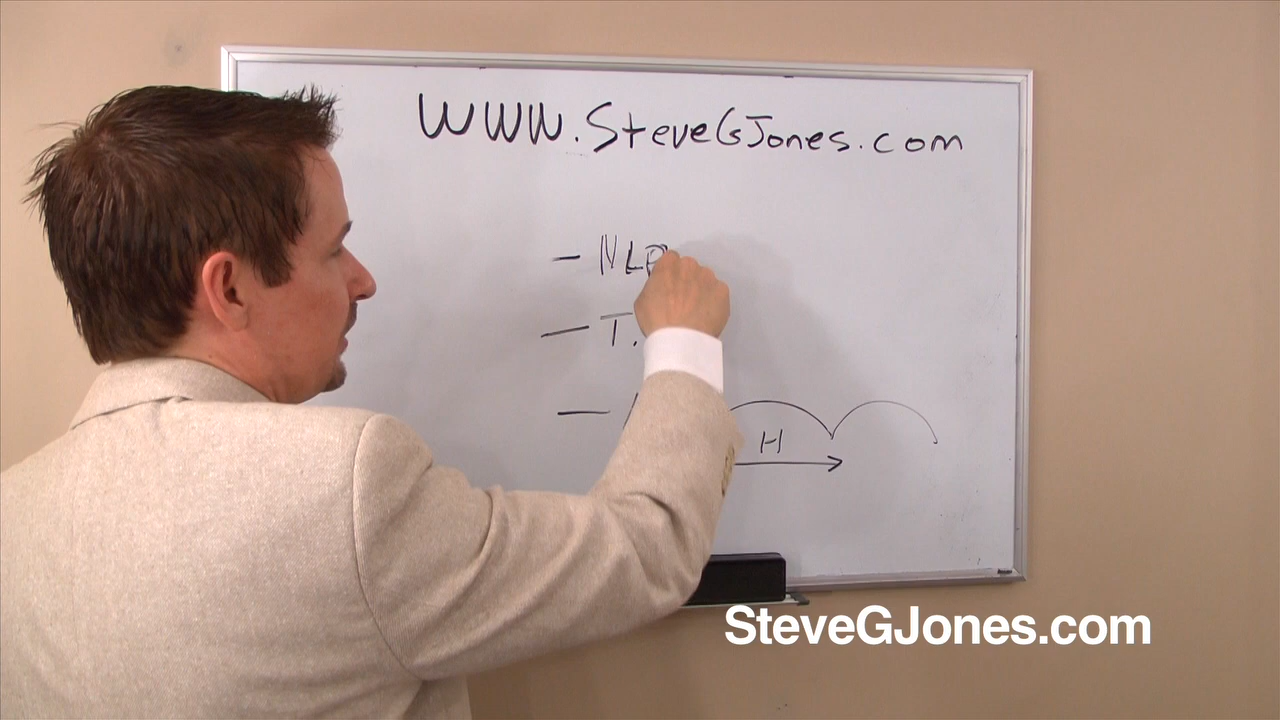 WWW.SteveGJones.com
- NLP
- T.
-
H
SteveGJones.com